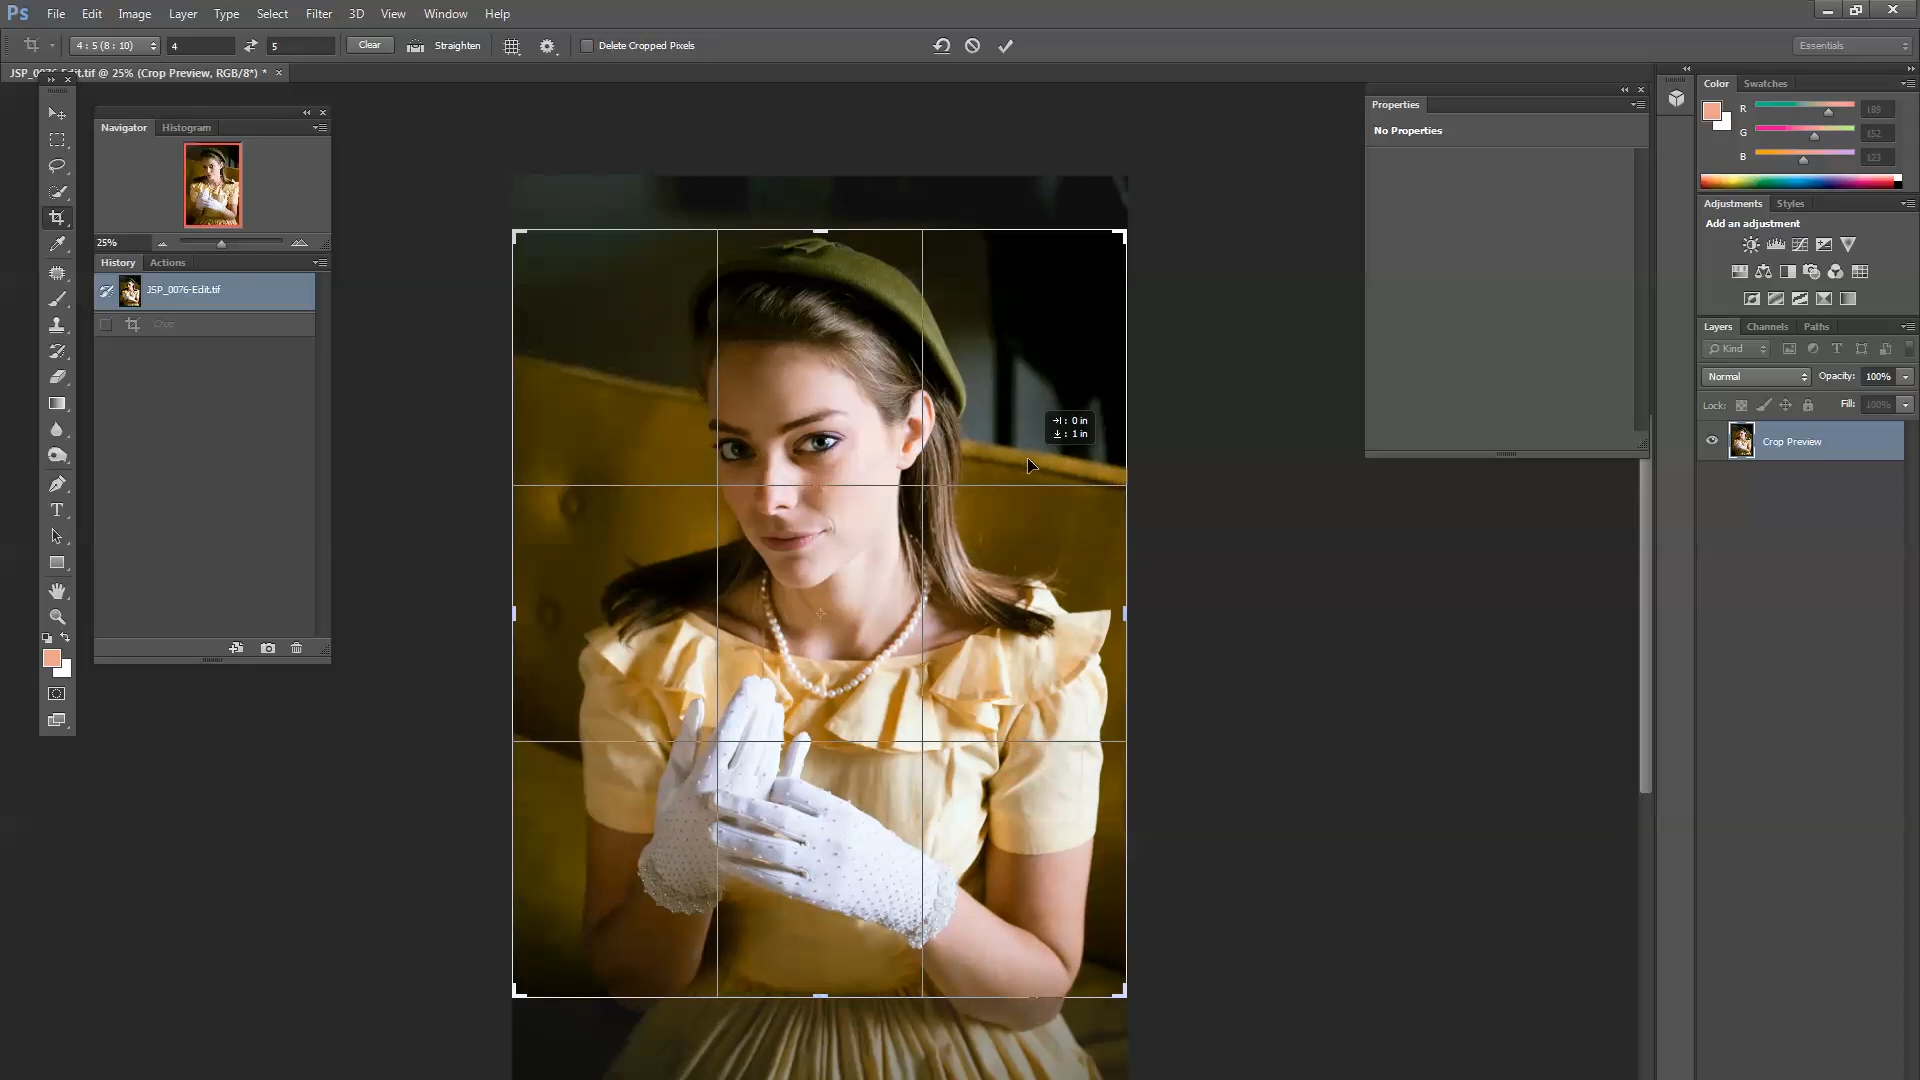 Ps File Edit Image Layer Type Select Filter 3D View Window Help
4 : 5 (8 : 10) 4 5 Clear Straighten Delete Cropped Pixels Essentials
JSP_0076-Edit.tif @ 25% (Crop Preview, RGB/8*) * ×
Navigator Histogram
25%
History Actions
JSP_0076-Edit.tif
Crop
T
: 0 in
: 1 in
Properties
No Properties
Color Swatches
R 189
G 152
B 123
Adjustments Styles
Add an adjustment
Layers Channels Paths
Kind T
Normal Opacity: 100%
Lock: Fill: 100%
Crop Preview